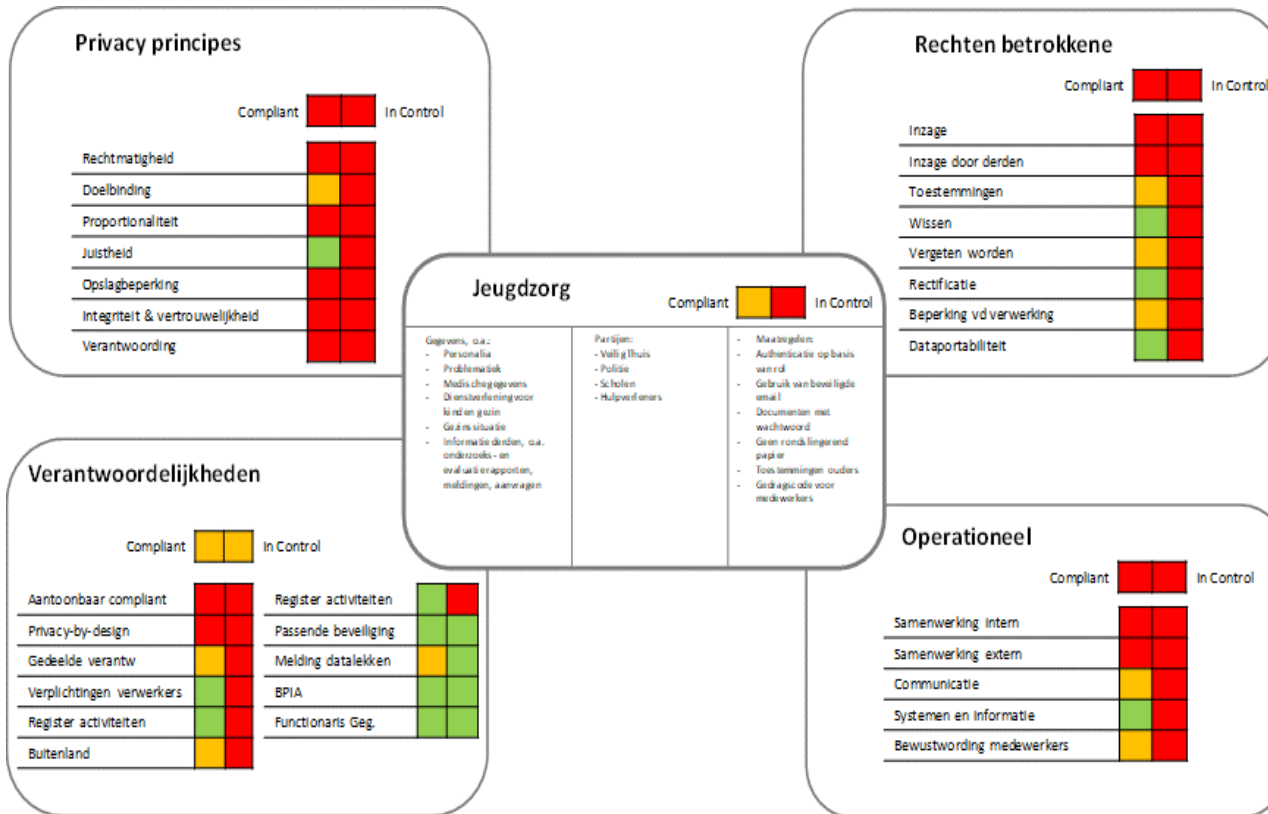 Privacy principes
Compliant In Control
Rechtmatigheid
Doelbinding
Proportionaliteit
Juistheid
Opslagbeperking
Integriteit & vertrouwelijkheid
Verantwoording
Rechten betrokkene
Compliant In Control
Inzage
Inzage door derden
Toestemmingen
Wissen
Vergeten worden
Rectificatie
Beperking vd verwerking
Dataportabiliteit
Jeugdzorg
Compliant In Control
Gegevens, o.a.:
- Personalia
- Problematiek
- Medische gegevens
- Dienstverlening voor
kind en gezin
- Gezinssituatie
- Informatie derden, o.a.
onderzoeks- en
evaluatierapporten,
meldingen, aanvragen
Partijen:
- Veilig Thuis
- Politie
- Scholen
- Hulpverleners
- Maatregelen:
- Authenticatie op basis
van rol
- Gebruik van beveiligde
email
- Documenten met
wachtwoord
- Geen rondslingerend
papier
- Toestemmingen ouders
- Gedragscode voor
medewerkers
Verantwoordelijkheden
Compliant In Control
Aantoonbaar compliant
Privacy-by-design
Gedeelde verantw
Verplichtingen verwerkers
Register activiteiten
Buitenland
Register activiteiten
Passende beveiliging
Melding datalekken
BPIA
Functionaris Geg.
Operationeel
Compliant In Control
Samenwerking intern
Samenwerking extern
Communicatie
Systemen en informatie
Bewustwording medewerkers